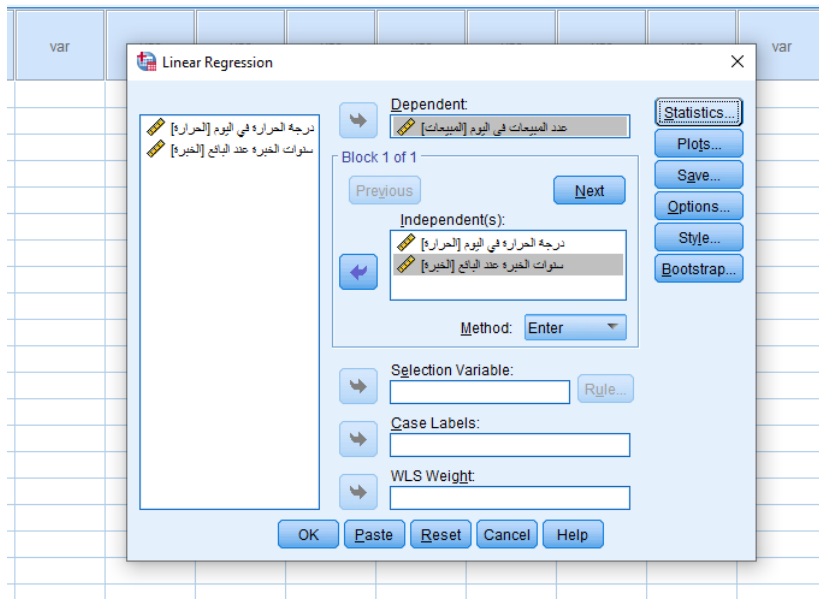 var
var
Linear Regression
درجة الحرارة في اليوم [الحرارة]
سنوات الخبرة عند البائع [الخبرة]
Dependent:
عدد المبيعات في اليوم [المبيعات]
Block 1 of 1
Previous
Next
Independent(s):
درجة الحرارة في اليوم [الحرارة]
سنوات الخبرة عند البائع [الخبرة]
Method: Enter
Selection Variable:
Rule...
Case Labels:
WLS Weight:
Statistics...
Plots...
Save...
Options...
Style...
Bootstrap...
OK Paste Reset Cancel Help